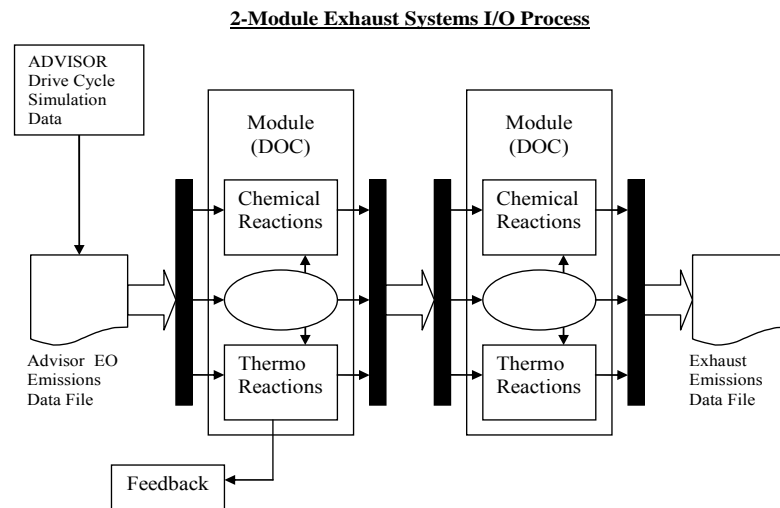 2-Module Exhaust Systems I/O Process
ADVISOR
Drive Cycle
Simulation
Data
Module
(DOC)
Chemical
Reactions
Thermo
Reactions
Module
(DOC)
Chemical
Reactions
Thermo
Reactions
Advisor EO
Emissions
Data File
Exhaust
Emissions
Data File
Feedback